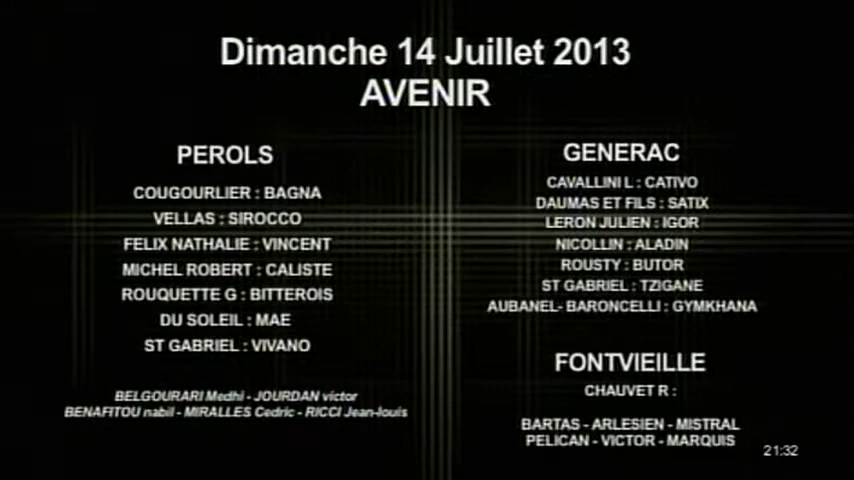 Dimanche 14 Juillet 2013
AVENIR
PEROLS
COUGOURLIER : BAGNA
VELLAS : SIROCCO
FELIX NATHALIE : VINCENT
MICHEL ROBERT : CALISTE
ROUQUETTE G : BITTEROIS
DU SOLEIL : MAE
ST GABRIEL : VIVANO
BELGOURARI Medhi - JOURDAN victor
BENAFITOU nabil - MIRALLES Cedric - RICCI Jean-louis
GENERAC
CAVALLINI L : CATIVO
DAUMAS ET FILS : SATIX
LERON JULIEN : IGOR
NICOLLIN : ALADIN
ROUSTY : BUTOR
ST GABRIEL : TZIGANE
AUBANEL- BARONCELLI : GYMKHANA
FONTVIEILLE
CHAUVET R :
BARTAS - ARLESIEN - MISTRAL
PELICAN - VICTOR - MARQUIS
21:32